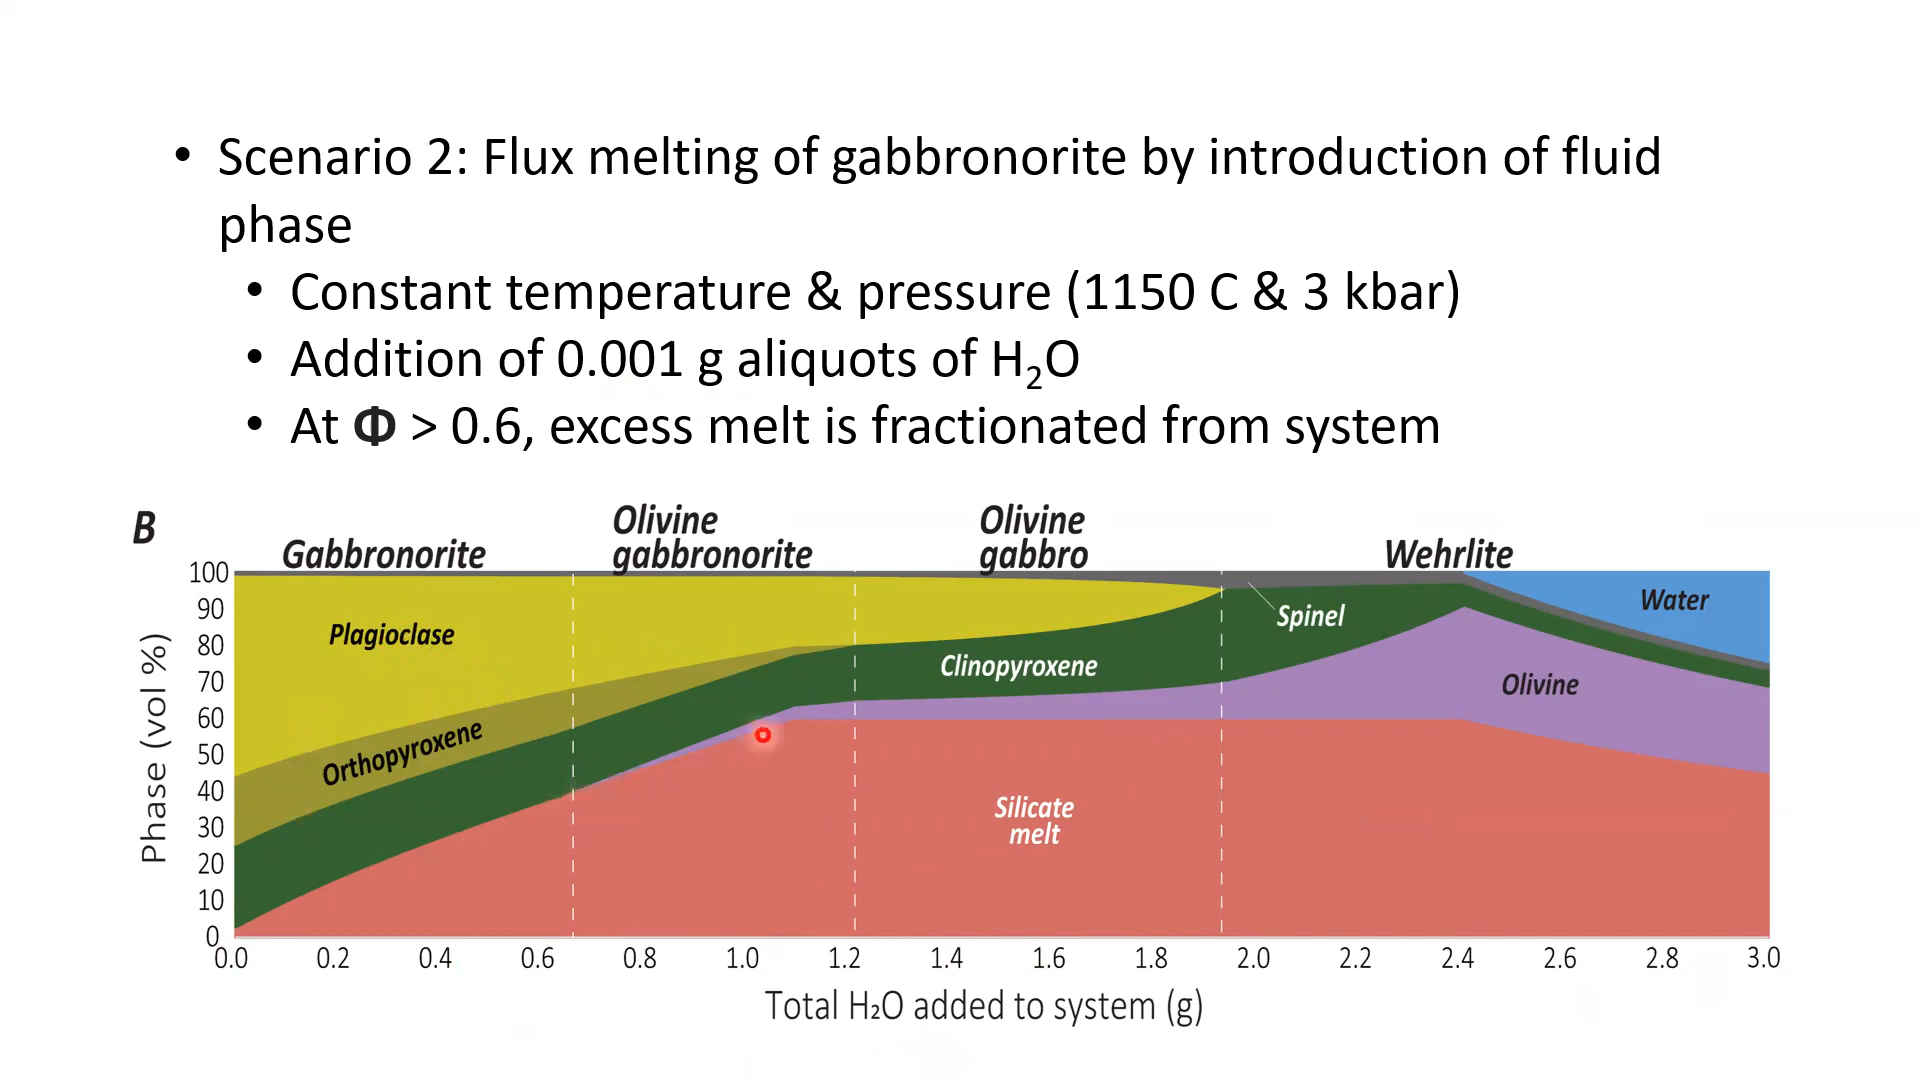 • Scenario 2: Flux melting of gabbronorite by introduction of fluid
phase
• Constant temperature & pressure (1150 C & 3 kbar)
• Addition of 0.001 g aliquots of H₂O
• At Φ > 0.6, excess melt is fractionated from system
B
Gabbronorite
Olivine
gabbronorite
Olivine
gabbro
Wehrlite
Phase (vol %)
100
90
80
70
60
50
40
30
20
10
0
Plagioclase
Orthopyroxene
Clinopyroxene
Spinel
Water
Olivine
Silicate
melt
0.0 0.2 0.4 0.6 0.8 1.0 1.2 1.4 1.6 1.8 2.0 2.2 2.4 2.6 2.8 3.0
Total H₂O added to system (g)